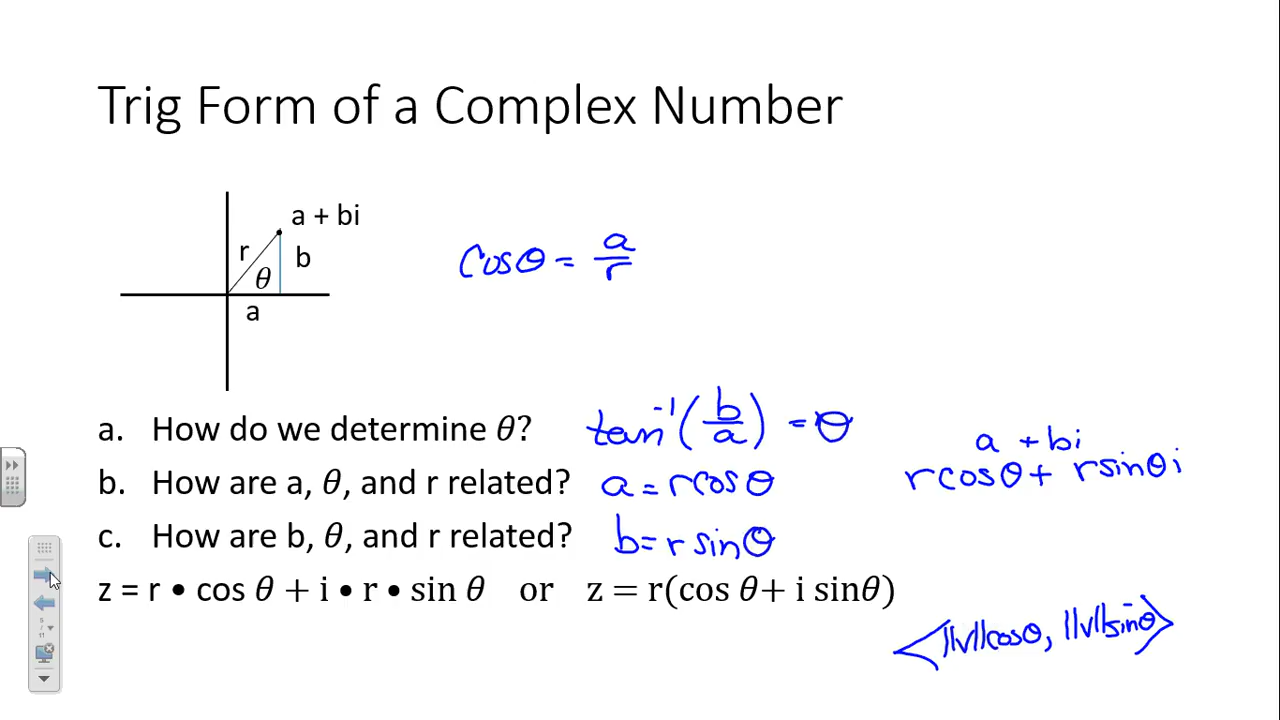 Trig Form of a Complex Number
a + bi
r
b
θ
a
cosθ = a/r
a. How do we determine θ? tan⁻¹(b/a) = θ
a + bi
b. How are a, θ, and r related? a = rcosθ
rcosθ + rsinθi
c. How are b, θ, and r related? b = r sinθ
z = r • cos θ + i • r • sin θ or z = r(cos θ+ i sinθ)
<||v||cosθ, ||v||sinθ>